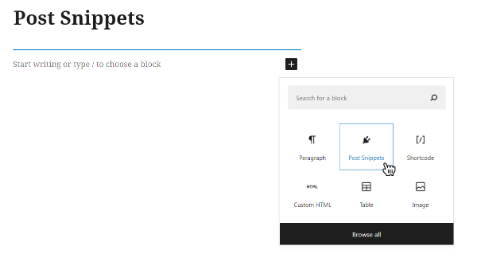 Post Snippets
Start writing or type / to choose a block
Search for a block
Paragraph
Post Snippets
Shortcode
HTML
Custom HTML
Table
Image
Browse all